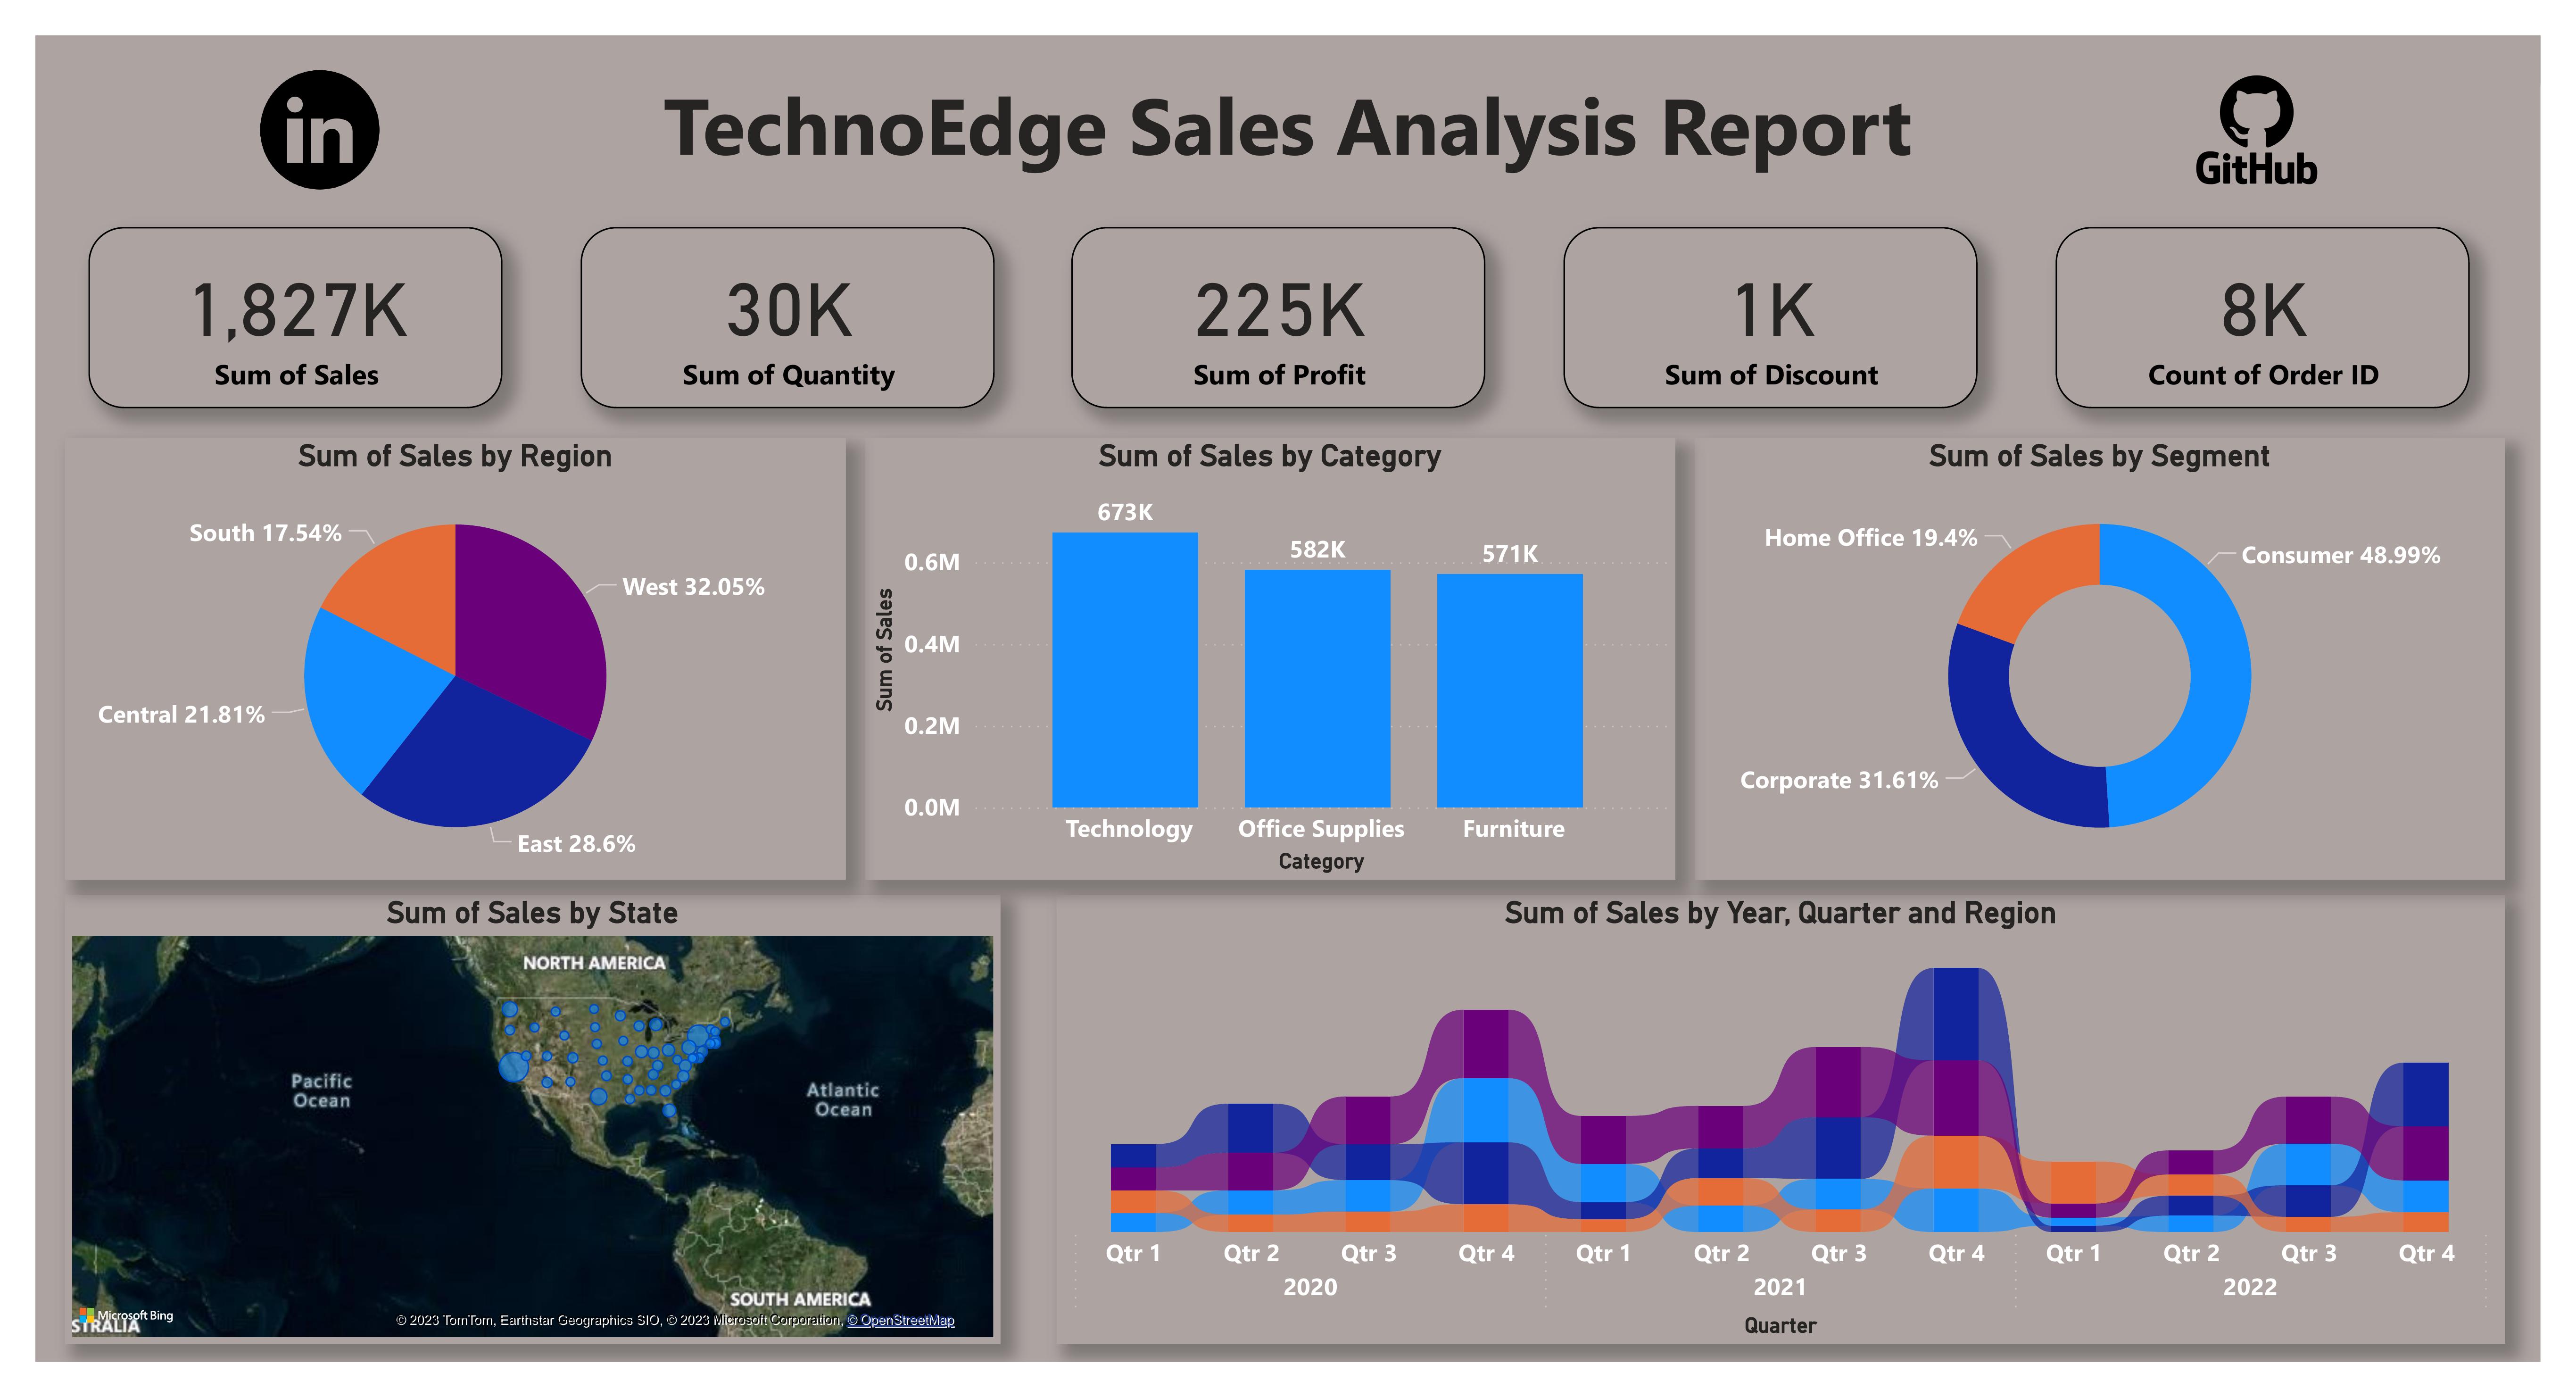 in
TechnoEdge Sales Analysis Report
GitHub
1,827K
Sum of Sales
30K
Sum of Quantity
225K
Sum of Profit
1K
Sum of Discount
8K
Count of Order ID
Sum of Sales by Region
South 17.54%
West 32.05%
Central 21.81%
East 28.6%
Sum of Sales by Category
Sum of Sales
0.6M
0.4M
0.2M
0.0M
673K
582K
571K
Technology
Office Supplies
Furniture
Category
Sum of Sales by Segment
Home Office 19.4%
Consumer 48.99%
Corporate 31.61%
Sum of Sales by State
NORTH AMERICA
Pacific
Ocean
Atlantic
Ocean
SOUTH AMERICA
Microsoft Bing
STRALIA
© 2023 TomTom, Earthstar Geographics SIO, © 2023 Microsoft Corporation, © OpenStreetMap
Sum of Sales by Year, Quarter and Region
Qtr 1 Qtr 2 Qtr 3 Qtr 4 Qtr 1 Qtr 2 Qtr 3 Qtr 4 Qtr 1 Qtr 2 Qtr 3 Qtr 4
2020 2021 2022
Quarter